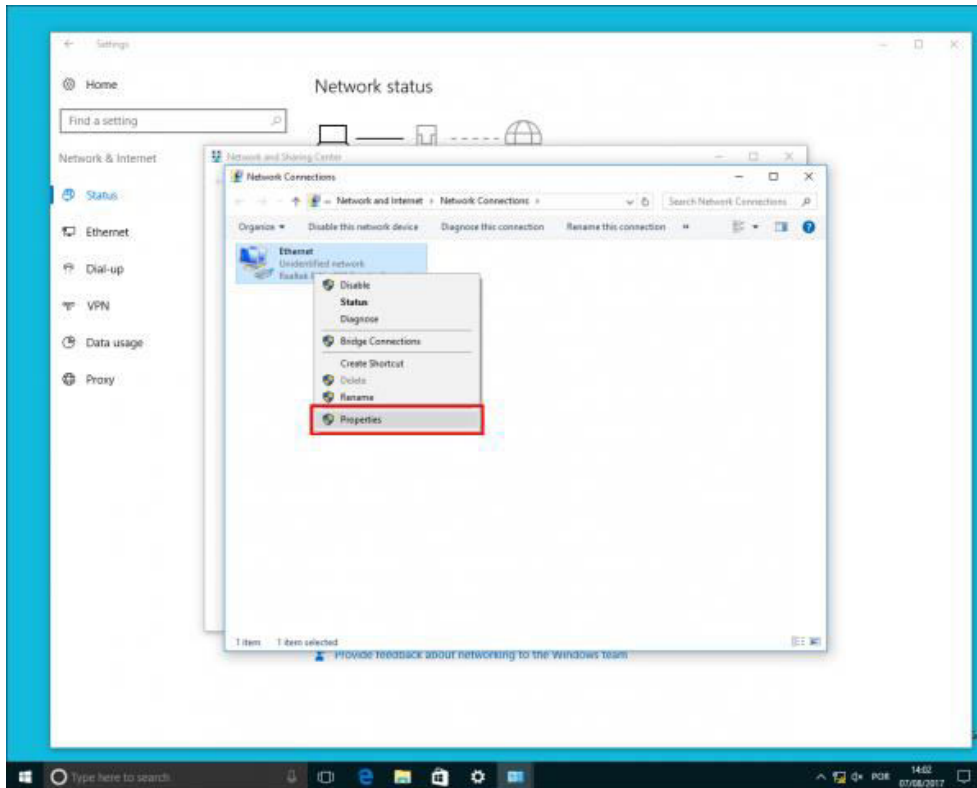 Settings
Home
Network status
Find a setting
Network & Internet
Network and Sharing Center
Network Connections
Network and Internet › Network Connections ›
Search Network Connections
Status
Organize
Disable this network device
Diagnose this connection
Rename this connection
»
Ethernet
Ethernet
Unidentified network
Realtek
Dial-up
Disable
Status
Diagnose
VPN
Bridge Connections
Data usage
Create Shortcut
Proxy
Delete
Rename
Properties
1 item
1 item selected
Provide feedback about networking to the Windows team
Type here to search
POR
14:02
07/08/2017